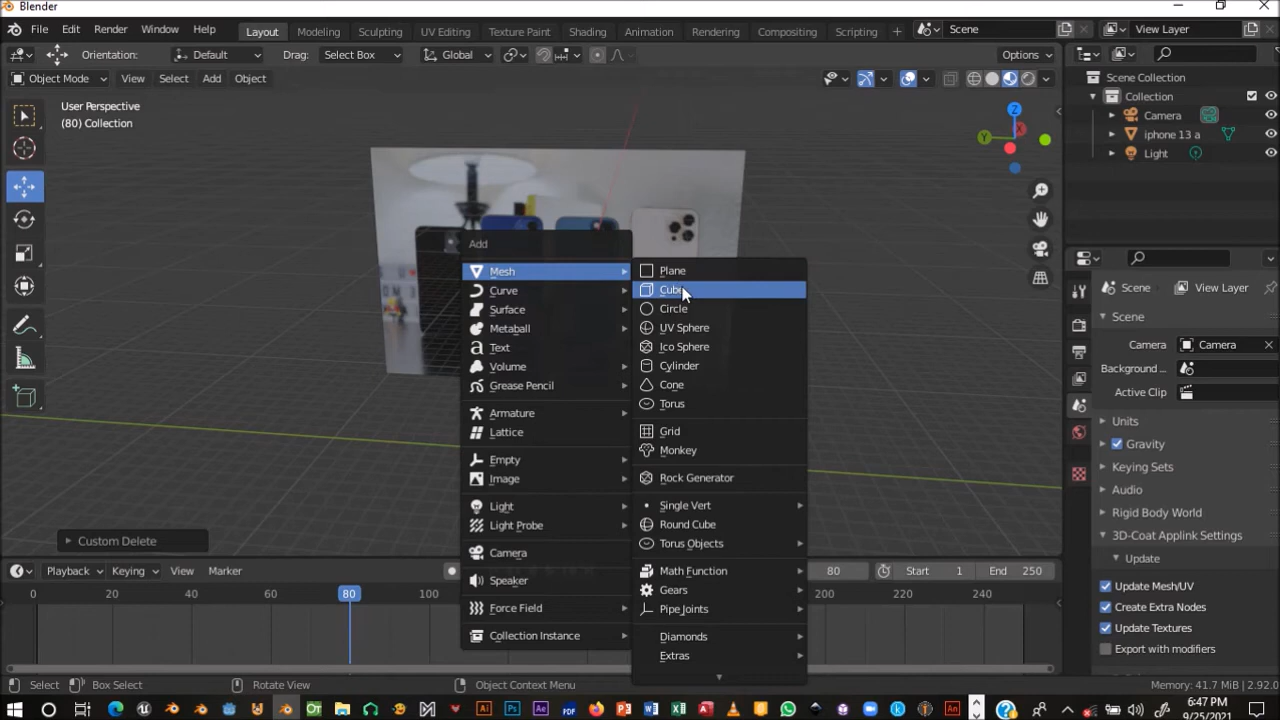 Blender
File Edit Render Window Help
Layout Modeling Sculpting UV Editing Texture Paint Shading Animation Rendering Compositing Scripting
Scene
View Layer
Orientation: Default Drag: Select Box Global
Options
Object Mode View Select Add Object
User Perspective
(80) Collection
Scene Collection
Collection
Camera
iphone 13 a
Light
Add
Mesh
Curve
Surface
Metaball
Text
Volume
Grease Pencil
Armature
Lattice
Empty
Image
Light
Light Probe
Camera
Speaker
Force Field
Collection Instance
Plane
Cube
Circle
UV Sphere
Ico Sphere
Cylinder
Cone
Torus
Grid
Monkey
Rock Generator
Single Vert
Round Cube
Torus Objects
Math Function
Gears
Pipe Joints
Diamonds
Extras
X
Y
Z
Scene View Layer
Scene
Camera Camera
Background ...
Active Clip
Units
Gravity
Keying Sets
Audio
Rigid Body World
3D-Coat Applink Settings
Update
Update Mesh/UV
Create Extra Nodes
Update Textures
Export with modifiers
Custom Delete
Playback Keying View Marker
80 Start 1 End 250
0 20 40 60 80 100 200 220 240
Select Box Select Rotate View Object Context Menu
Memory: 41.7 MiB | 2.92.0
6:47 PM
9/25/2021